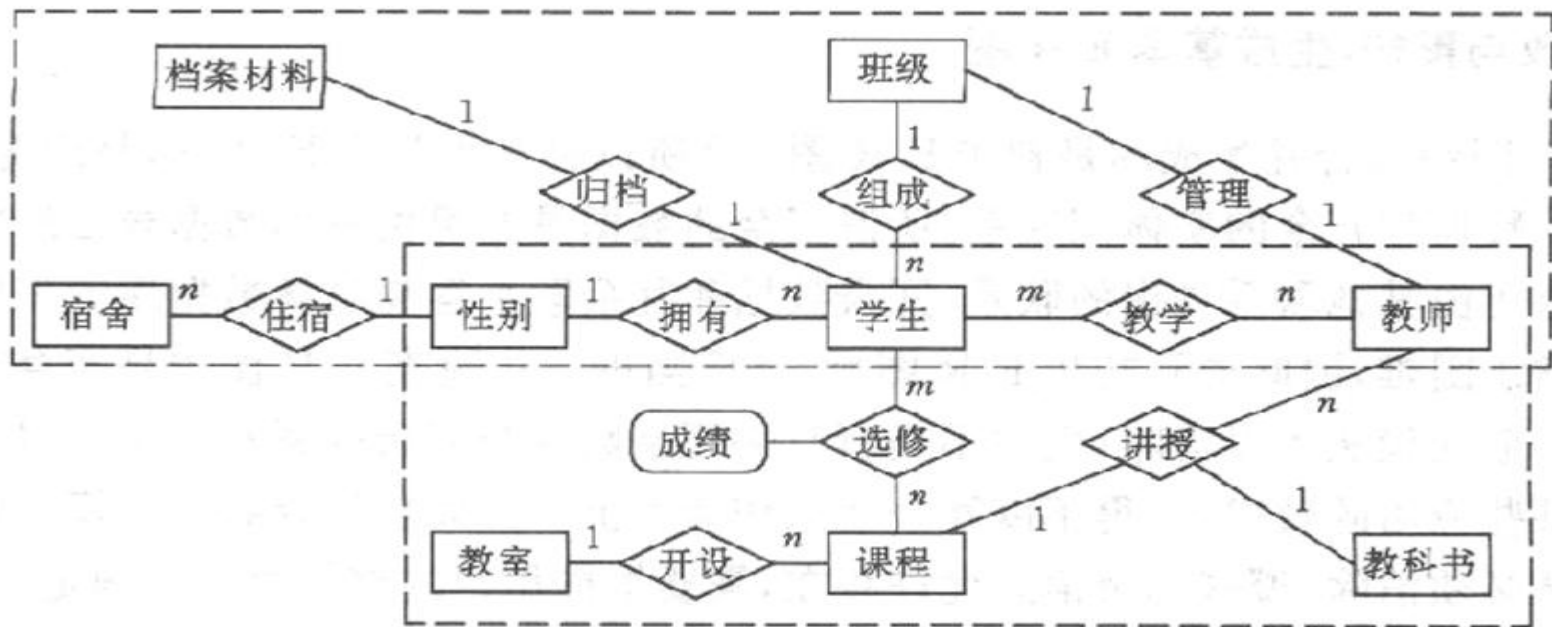 档案材料
班级
1
1
1
归档
组成
管理
1
1
n
宿舍
n
住宿
1
性别
1
拥有
n
学生
m
教学
n
教师
m
n
成绩
选修
讲授
n
1
1
教室
1
开设
n
课程
教科书